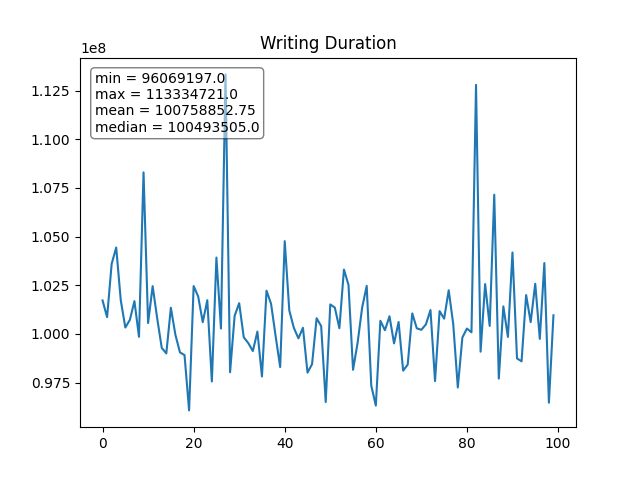 Writing Duration
1e8
min = 96069197.0
max = 113334721.0
mean = 100758852.75
median = 100493505.0
1.125
1.100
1.075
1.050
1.025
1.000
0.975
0 20 40 60 80 100